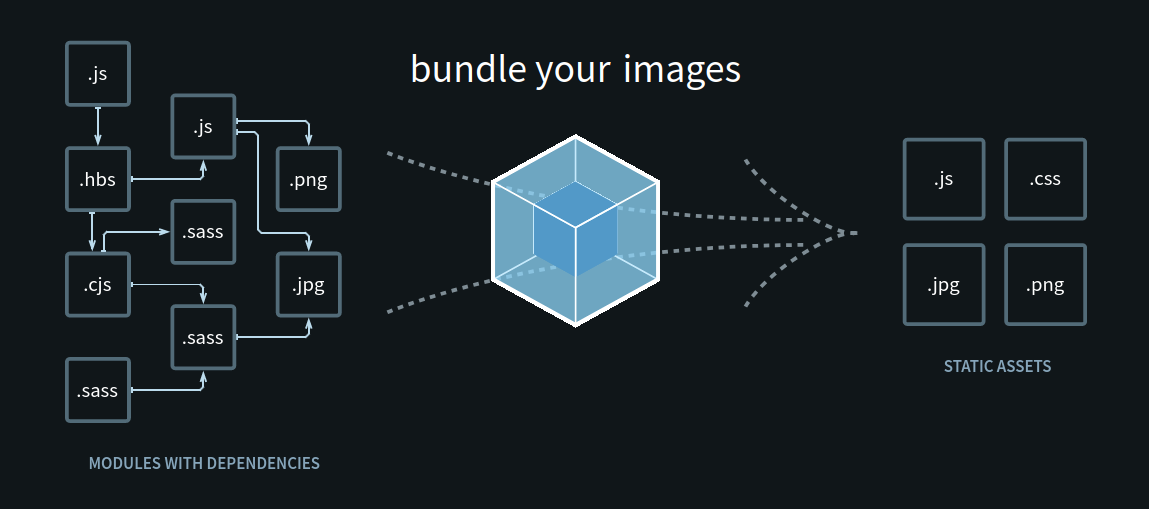 bundle your images
.js
.js
.hbs
.png
.sass
.cjs
.jpg
.sass
.sass
MODULES WITH DEPENDENCIES
.js
.css
.jpg
.png
STATIC ASSETS